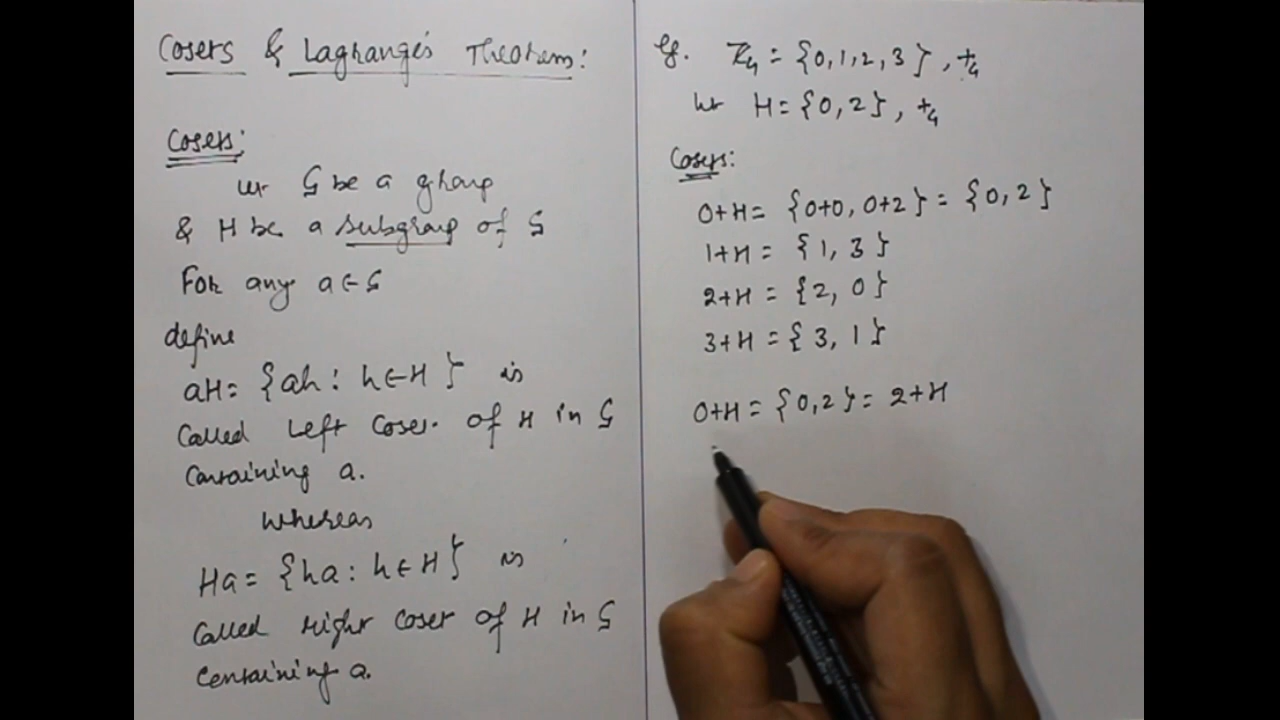 Cosets & Lagrange's Theorem:
Cosets:
Let G be a group
& H be a subgroup of G
For any a∈G
define
aH = {ah : h∈H} is
Called Left Coset of H in G
Containing a.
Whereas
Ha = {ha : h∈H} is
Called right Coset of H in G
Containing a.
Eg. Z₄ = {0, 1, 2, 3}, +₄
let H = {0, 2}, +₄
Cosets:
0+H = {0+0, 0+2} = {0, 2}
1+H = {1, 3}
2+H = {2, 0}
3+H = {3, 1}
0+H = {0, 2} = 2+H